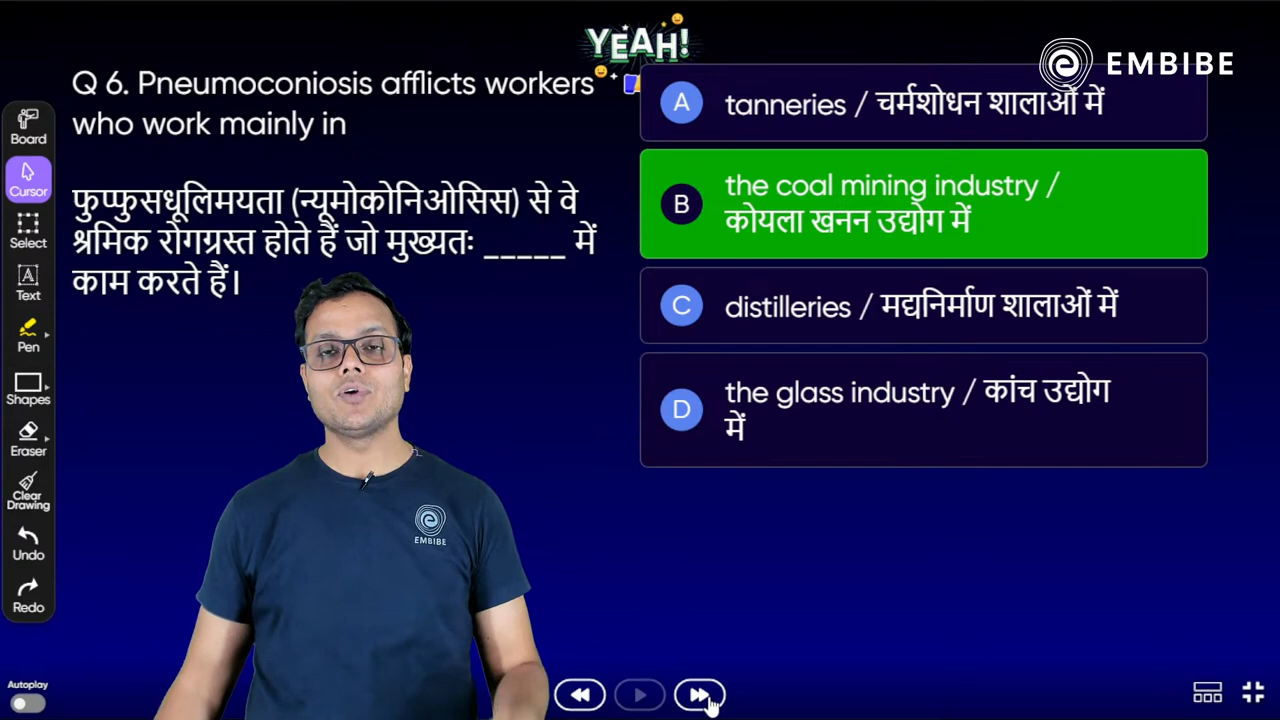 YEAH!
EMBIBE
Q 6. Pneumoconiosis afflicts workers
who work mainly in
फुप्फुसधूलिमयता (न्यूमोकोनिओसिस) से वे
श्रमिक रोगग्रस्त होते हैं जो मुख्यतः _____ में
काम करते हैं।
A
tanneries / चर्मशोधन शालाओं में
B
the coal mining industry /
कोयला खनन उद्योग में
C
distilleries / मद्यनिर्माण शालाओं में
D
the glass industry / कांच उद्योग
में
Board
Cursor
Select
A
Text
Pen
Shapes
Eraser
Clear
Drawing
Undo
Redo
Autoplay
EMBIBE